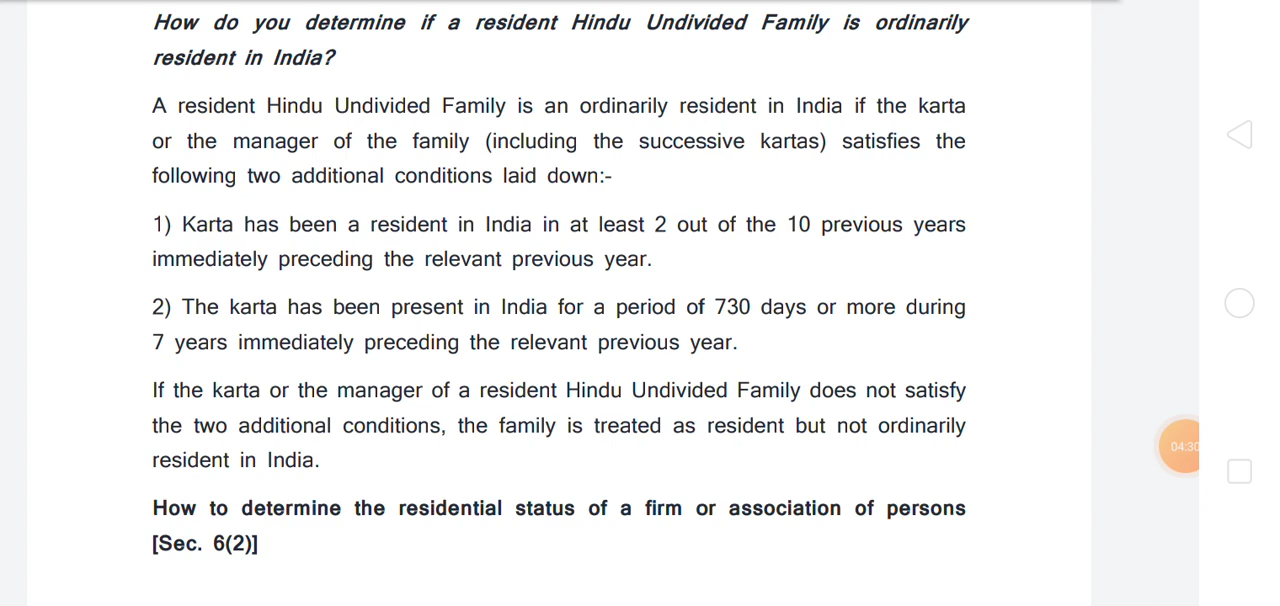 How do you determine if a resident Hindu Undivided Family is ordinarily
resident in India?
A resident Hindu Undivided Family is an ordinarily resident in India if the karta
or the manager of the family (including the successive kartas) satisfies the
following two additional conditions laid down:-
1) Karta has been a resident in India in at least 2 out of the 10 previous years
immediately preceding the relevant previous year.
2) The karta has been present in India for a period of 730 days or more during
7 years immediately preceding the relevant previous year.
If the karta or the manager of a resident Hindu Undivided Family does not satisfy
the two additional conditions, the family is treated as resident but not ordinarily
resident in India.
04:30
How to determine the residential status of a firm or association of persons
[Sec. 6(2)]